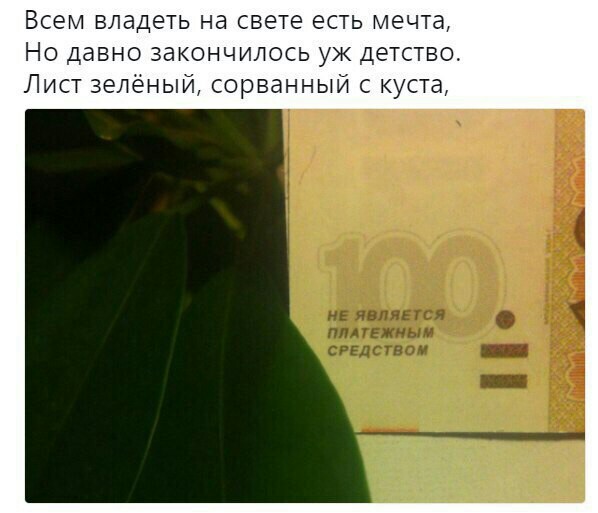 Всем владеть на свете есть мечта,
Но давно закончилось уж детство.
Лист зелёный, сорванный с куста,
100
НЕ ЯВЛЯЕТСЯ
ПЛАТЕЖНЫМ
СРЕДСТВОМ